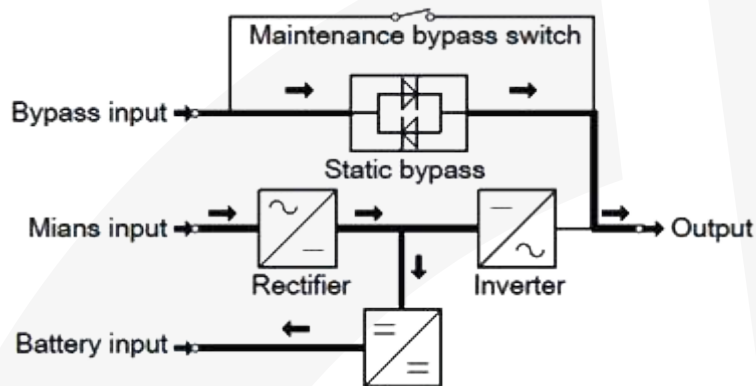 Maintenance bypass switch
Bypass input
Static bypass
Mians input
Output
Rectifier
Inverter
Battery input